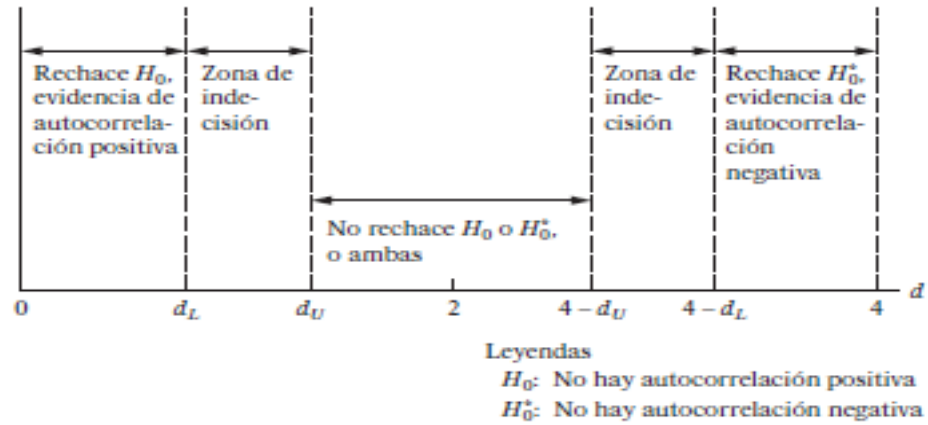 Rechace H₀,
evidencia de
autocorrela-
ción positiva
Zona de
inde-
cisión
No rechace H₀ o H₀*,
o ambas
Zona de
inde-
cisión
Rechace H₀*,
evidencia de
autocorrela-
ción
negativa
0 d_L d_U 2 4 – d_U 4 – d_L 4 d
Leyendas
H₀: No hay autocorrelación positiva
H₀*: No hay autocorrelación negativa